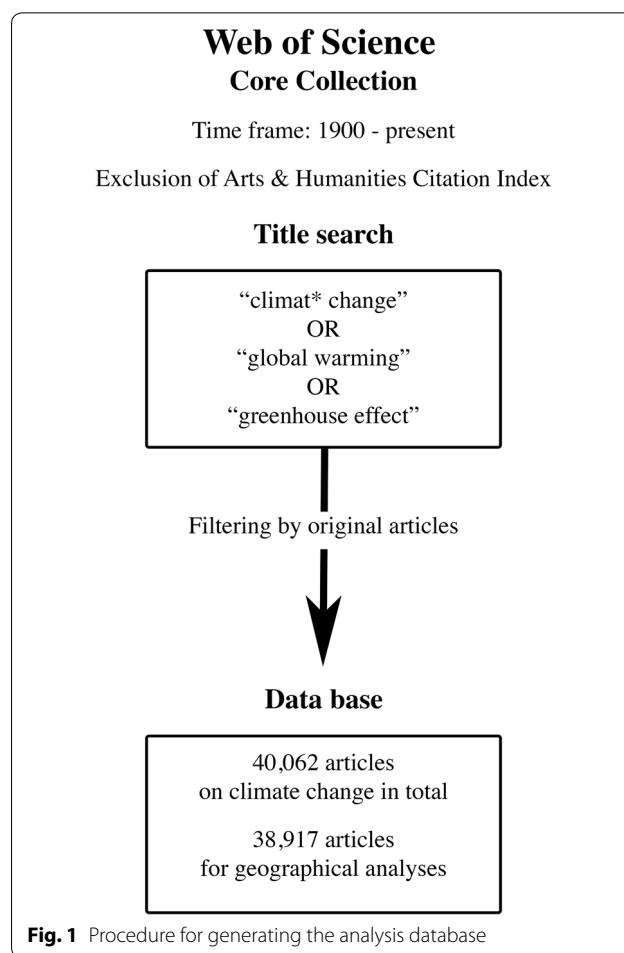 Web of Science
Core Collection
Time frame: 1900 - present
Exclusion of Arts & Humanities Citation Index
Title search
“climat* change”
OR
“global warming”
OR
“greenhouse effect”
Filtering by original articles
Data base
40,062 articles
on climate change in total
38,917 articles
for geographical analyses
Fig. 1 Procedure for generating the analysis database